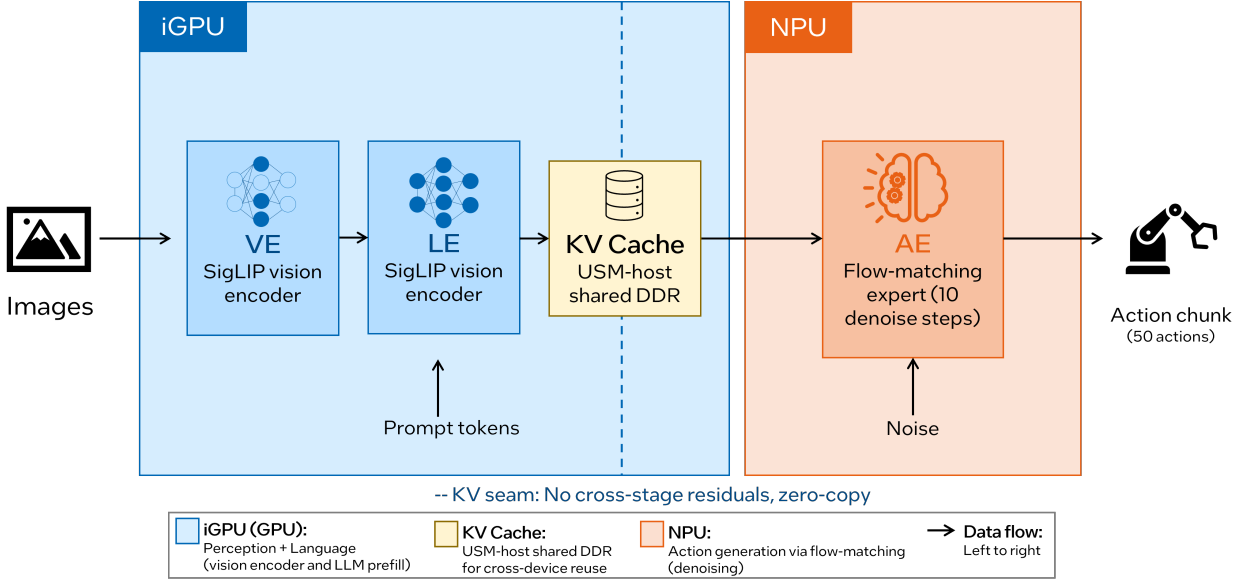 iGPU
NPU
Images
VE
SigLIP vision
encoder
LE
SigLIP vision
encoder
KV Cache
USM-host
shared DDR
AE
Flow-matching
expert (10
denoise steps)
Action chunk
(50 actions)
Prompt tokens
Noise
-- KV seam: No cross-stage residuals, zero-copy
iGPU (GPU):
Perception + Language
(vision encoder and LLM prefill)
KV Cache:
USM-host shared DDR
for cross-device reuse
NPU:
Action generation via flow-matching
(denoising)
Data flow:
Left to right